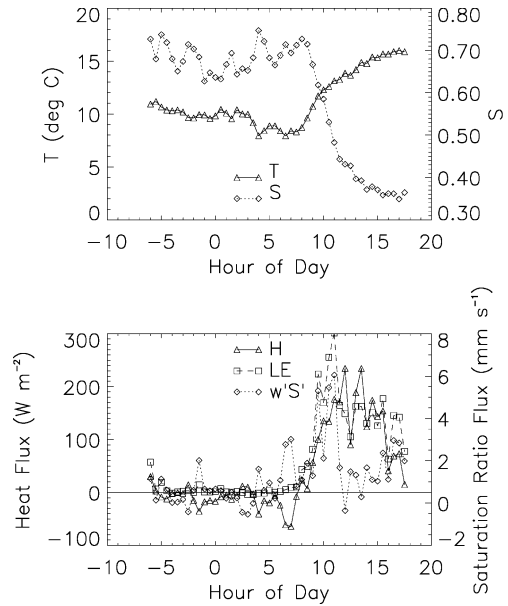 20
15
10
5
0
T (deg C)
0.80
0.70
0.60
0.50
0.40
0.30
S
T
S
−10 −5 0 5 10 15 20
Hour of Day
300
200
100
0
−100
Heat Flux (W m⁻²)
8
6
4
2
0
−2
Saturation Ratio Flux (mm s⁻¹)
H
LE
w'S'
−10 −5 0 5 10 15 20
Hour of Day